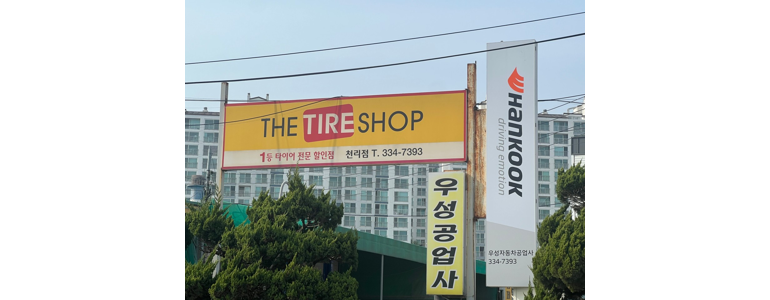 THE TIRE SHOP
1등 타이어 전문 할인점 천리점 T. 334-7393
우성공업사
HANKOOK
driving emotion
우성자동차공업사
334-7393